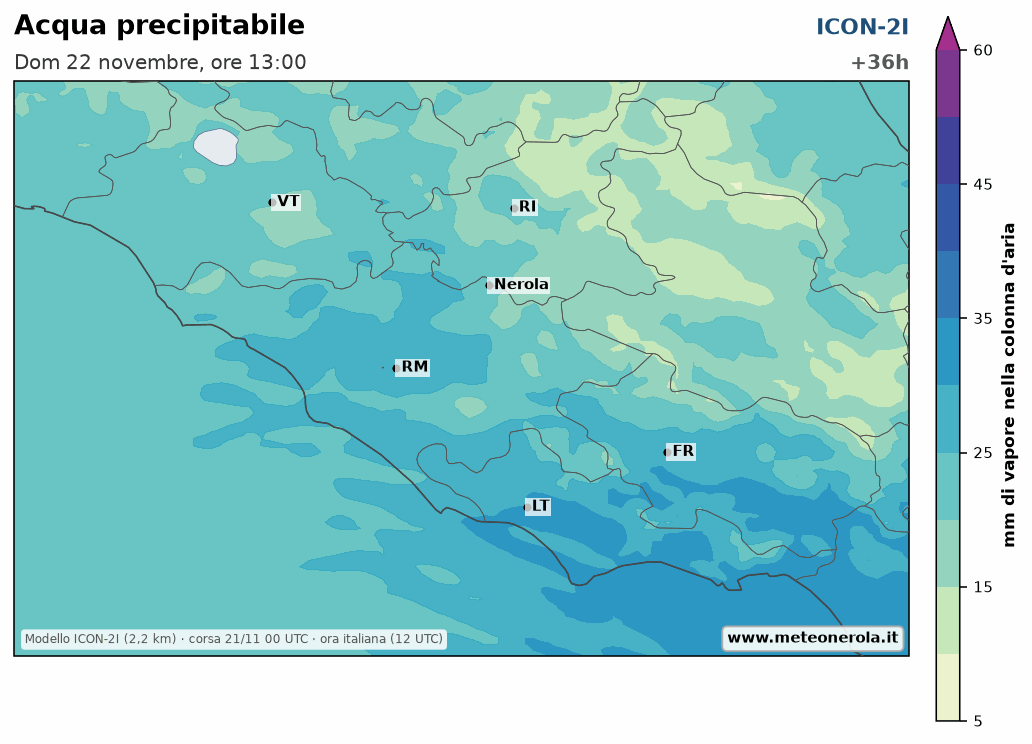 Acqua precipitabile
ICON-2I
Dom 22 novembre, ore 13:00
+36h
60
45
35
25
15
5
mm di vapore nella colonna d'aria
VT
RI
Nerola
RM
FR
LT
Modello ICON-2I (2,2 km) · corsa 21/11 00 UTC · ora italiana (12 UTC)
www.meteonerola.it